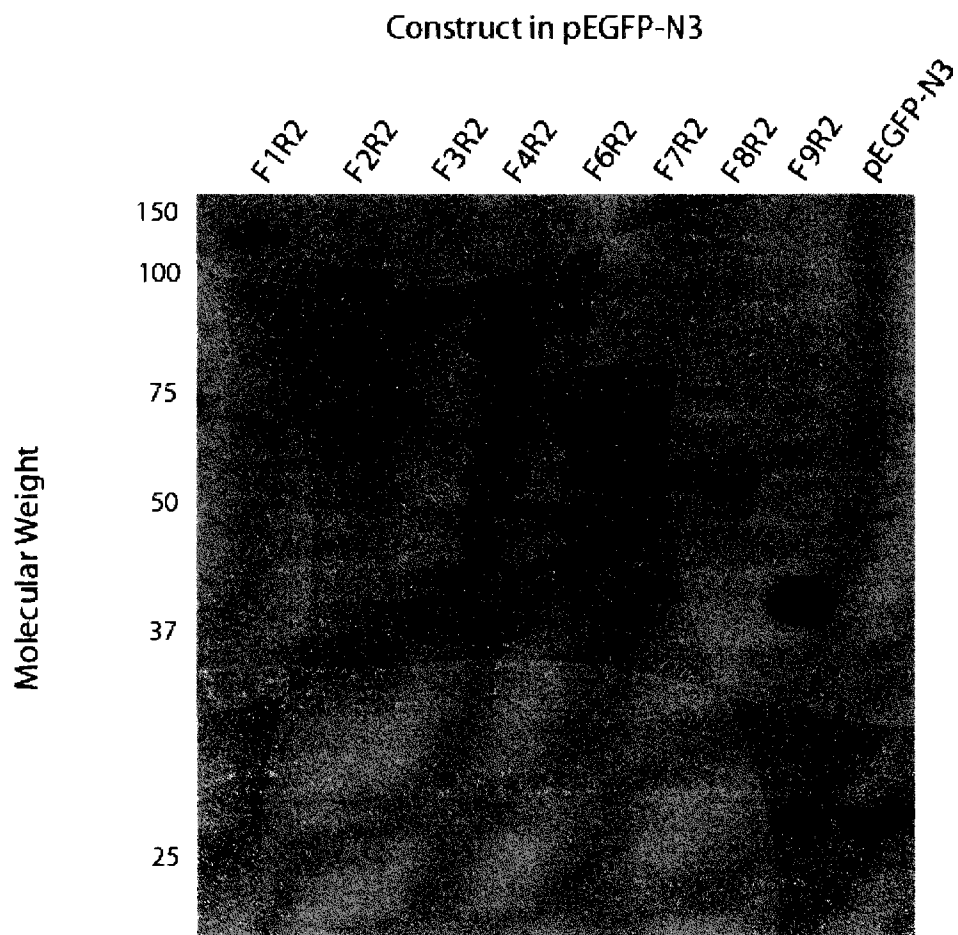 Construct in pEGFP-N3
F1R2 F2R2 F3R2 F4R2 F6R2 F7R2 F8R2 F9R2 pEGFP-N3
150
100
75
50
37
25
Molecular Weight